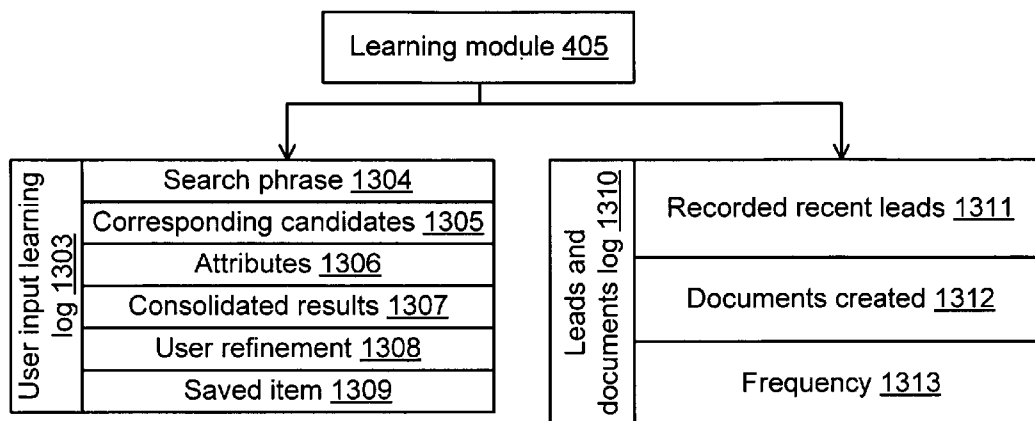 Learning module 405
User input learning
log 1303
Search phrase 1304
Corresponding candidates 1305
Attributes 1306
Consolidated results 1307
User refinement 1308
Saved item 1309
Leads and
documents log 1310
Recorded recent leads 1311
Documents created 1312
Frequency 1313